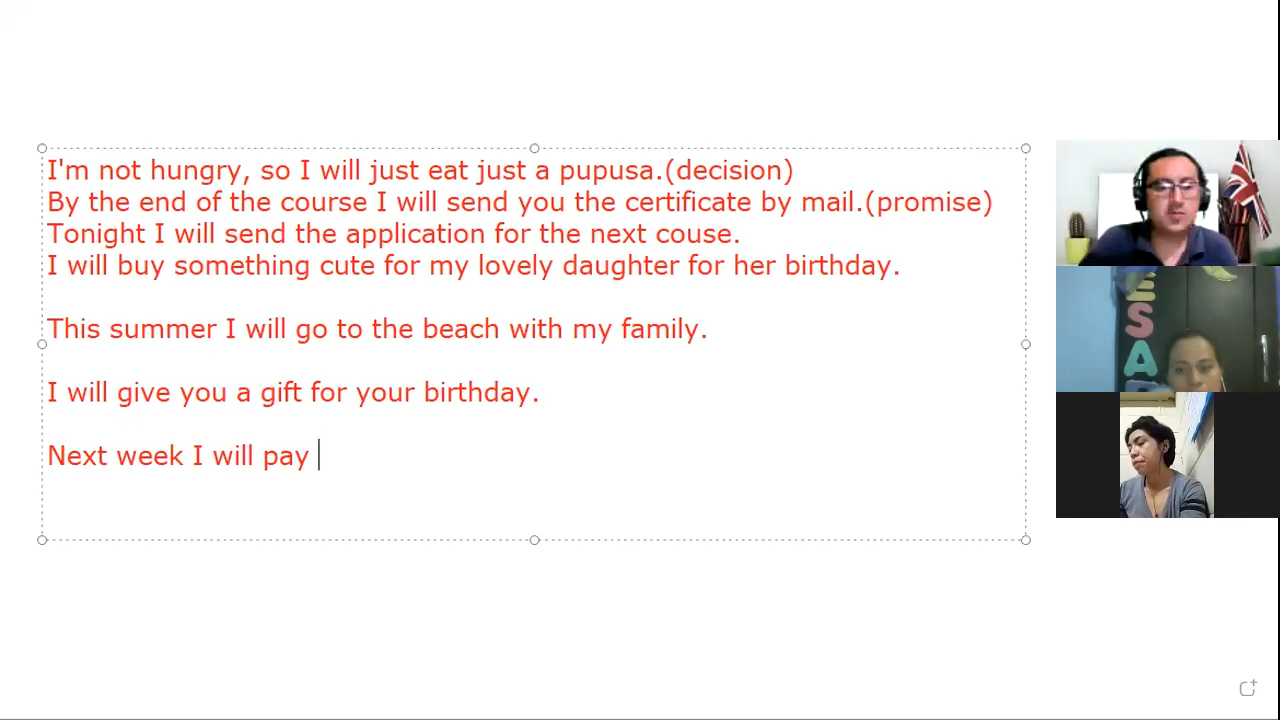 I'm not hungry, so I will just eat just a pupusa.(decision)
By the end of the course I will send you the certificate by mail.(promise)
Tonight I will send the application for the next couse.
I will buy something cute for my lovely daughter for her birthday.
This summer I will go to the beach with my family.
I will give you a gift for your birthday.
Next week I will pay
E
S
A